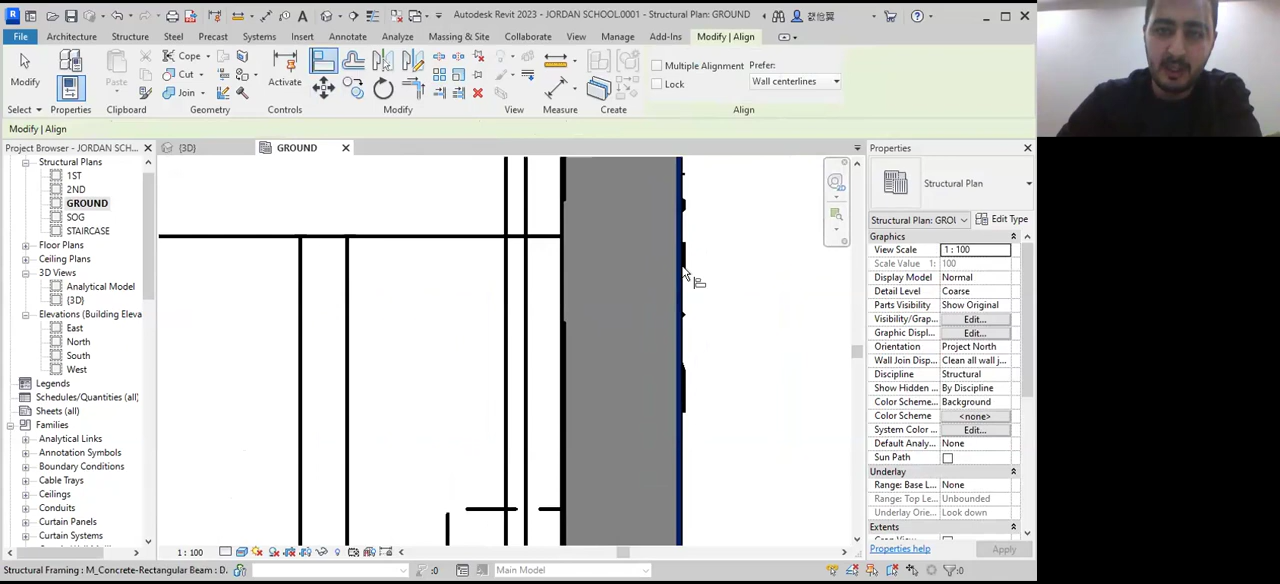 Autodesk Revit 2023 - JORDAN SCHOOL.0001 - Structural Plan: GROUND
File Architecture Structure Steel Precast Systems Insert Annotate Analyze Massing & Site Collaborate View Manage Add-Ins Modify | Align
Modify Paste Cope Cut Join Activate
Multiple Alignment Prefer:
Lock Wall centerlines
Select Properties Clipboard Geometry Controls Modify View Measure Create Align
Modify | Align
Project Browser - JORDAN SCH...
{3D} GROUND
Structural Plans
1ST
2ND
GROUND
SOG
STAIRCASE
Floor Plans
Ceiling Plans
3D Views
Analytical Model
{3D}
Elevations (Building Eleva
East
North
South
West
Legends
Schedules/Quantities (all)
Sheets (all)
Families
Analytical Links
Annotation Symbols
Boundary Conditions
Cable Trays
Ceilings
Conduits
Curtain Panels
Curtain Systems
Properties
Structural Plan
Structural Plan: GROU Edit Type
Graphics
View Scale 1 : 100
Scale Value 1: 100
Display Model Normal
Detail Level Coarse
Parts Visibility Show Original
Visibility/Grap... Edit...
Graphic Displ... Edit...
Orientation Project North
Wall Join Disp... Clean all wall j...
Discipline Structural
Show Hidden ... By Discipline
Color Scheme... Background
Color Scheme <none>
System Color ... Edit...
Default Analy... None
Sun Path
Underlay
Range: Base L... None
Range: Top Le... Unbounded
Underlay Orie... Look down
Extents
Properties help Apply
1 : 100
Structural Framing : M_Concrete-Rectangular Beam : D. :0 Main Model :0